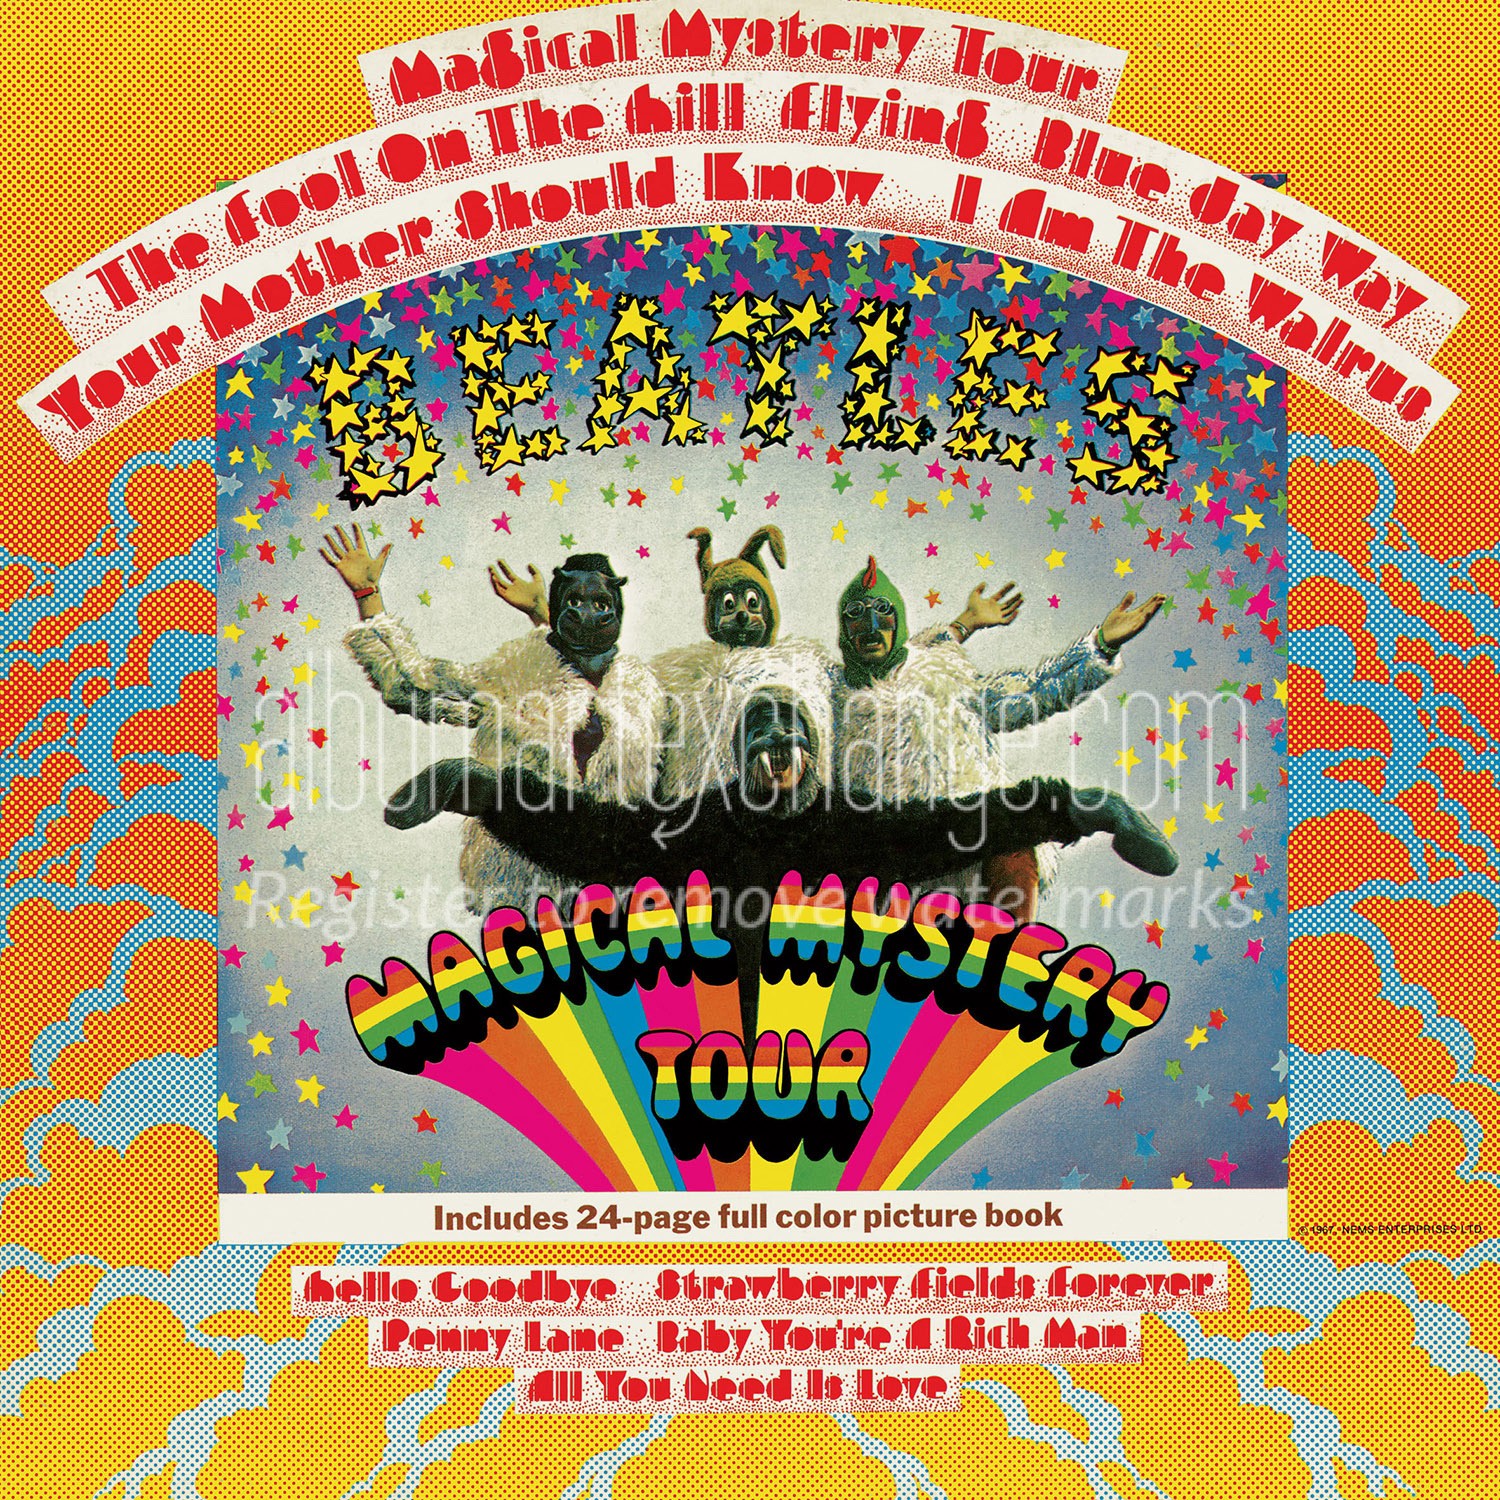 Magical Mystery Tour
The Fool On The Hill Flying Blue Jay Way
Your Mother Should Know I Am The Walrus
BEATLES
albumartexchange.com
Register to remove watermarks
MAGICAL MYSTERY
TOUR
Includes 24-page full color picture book
© 1967, NEMS ENTERPRISES LTD.
Hello Goodbye Strawberry Fields Forever
Penny Lane Baby You're A Rich Man
All You Need Is Love